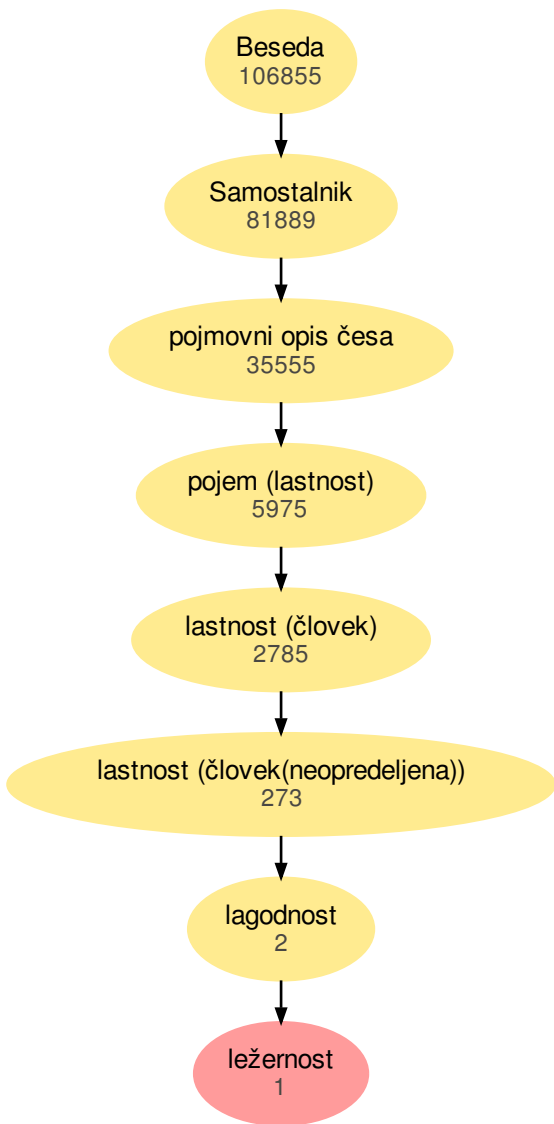 Beseda
106855
Samostalnik
81889
pojmovni opis česa
35555
pojem (lastnost)
5975
lastnost (človek)
2785
lastnost (človek(neopredeljena))
273
lagodnost
2
ležernost
1